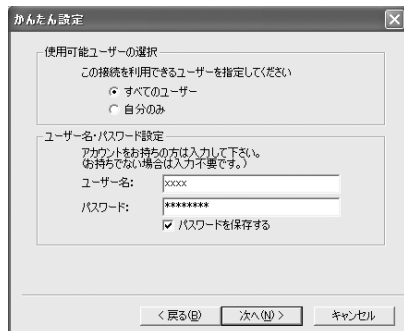 かんたん設定
使用可能ユーザーの選択
この接続を利用できるユーザーを指定してください
すべてのユーザー
自分のみ
ユーザー名・パスワード設定
アカウントをお持ちの方は入力して下さい。
(お持ちでない場合は入力不要です。)
ユーザー名: xxxx
パスワード: ********
パスワードを保存する
< 戻る(B) 次へ(N) > キャンセル